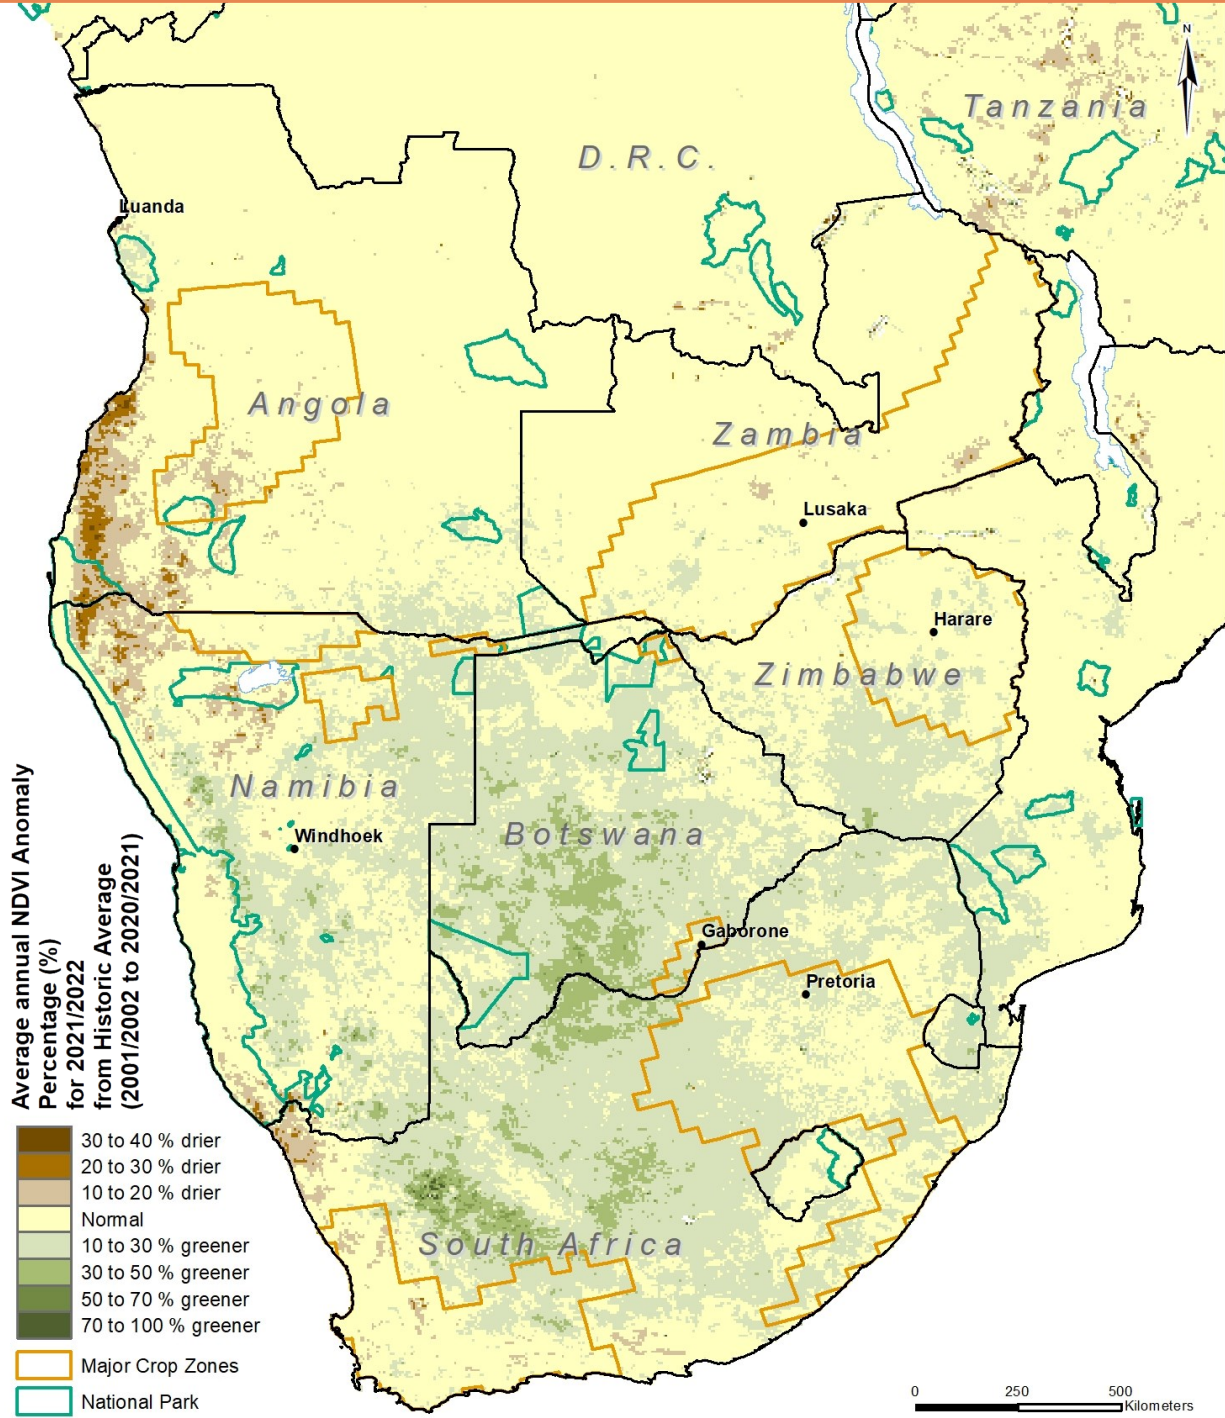 N
Tanzania
D.R.C.
Luanda
Angola
Zambia
Lusaka
Harare
Zimbabwe
Namibia
Botswana
Windhoek
Gaborone
Pretoria
South Africa
Average annual NDVI Anomaly
Percentage (%)
for 2021/2022
from Historic Average
(2001/2002 to 2020/2021)
30 to 40 % drier
20 to 30 % drier
10 to 20 % drier
Normal
10 to 30 % greener
30 to 50 % greener
50 to 70 % greener
70 to 100 % greener
Major Crop Zones
National Park
0 250 500
Kilometers